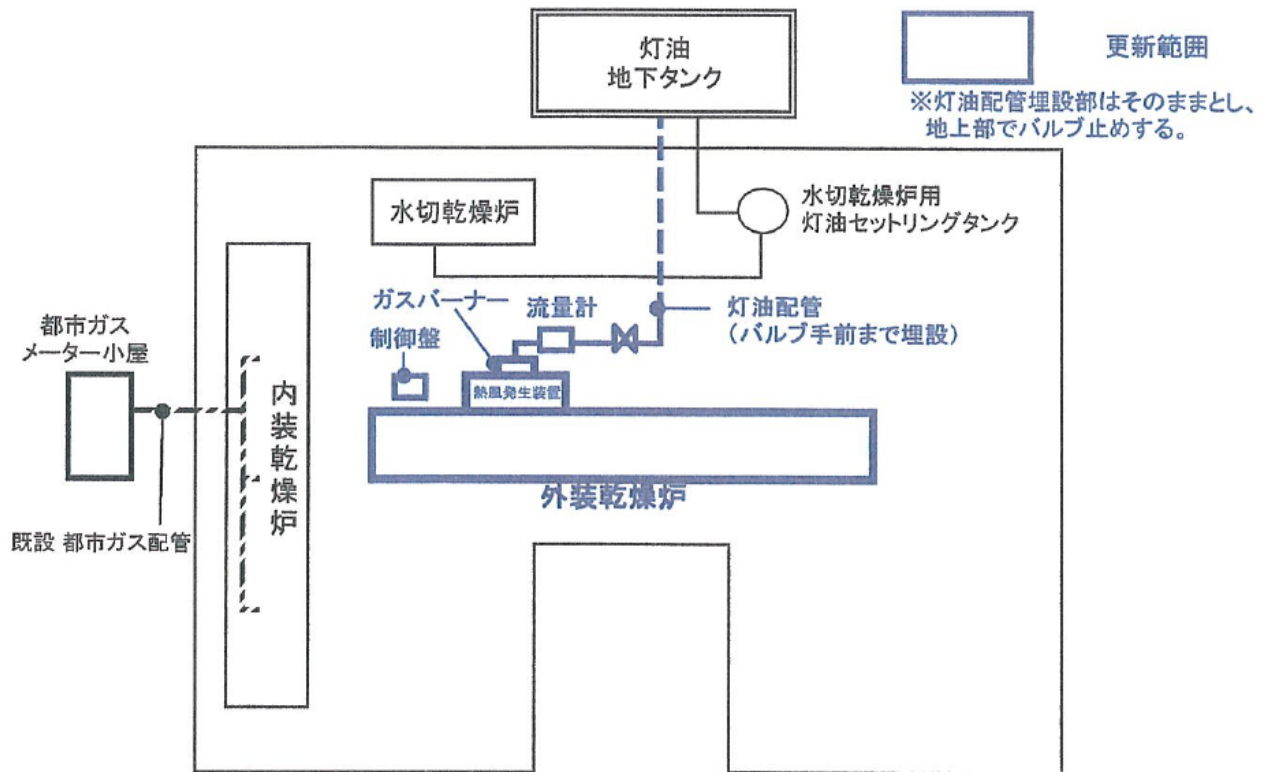 灯油
地下タンク
更新範囲
※灯油配管埋設部はそのままとし、
地上部でバルブ止めする。
水切乾燥炉
水切乾燥炉用
灯油セットリングタンク
ガスバーナー
流量計
灯油配管
（バルブ手前まで埋設）
制御盤
都市ガス
メーター小屋
熱風発生装置
内装乾燥炉
外装乾燥炉
既設 都市ガス配管